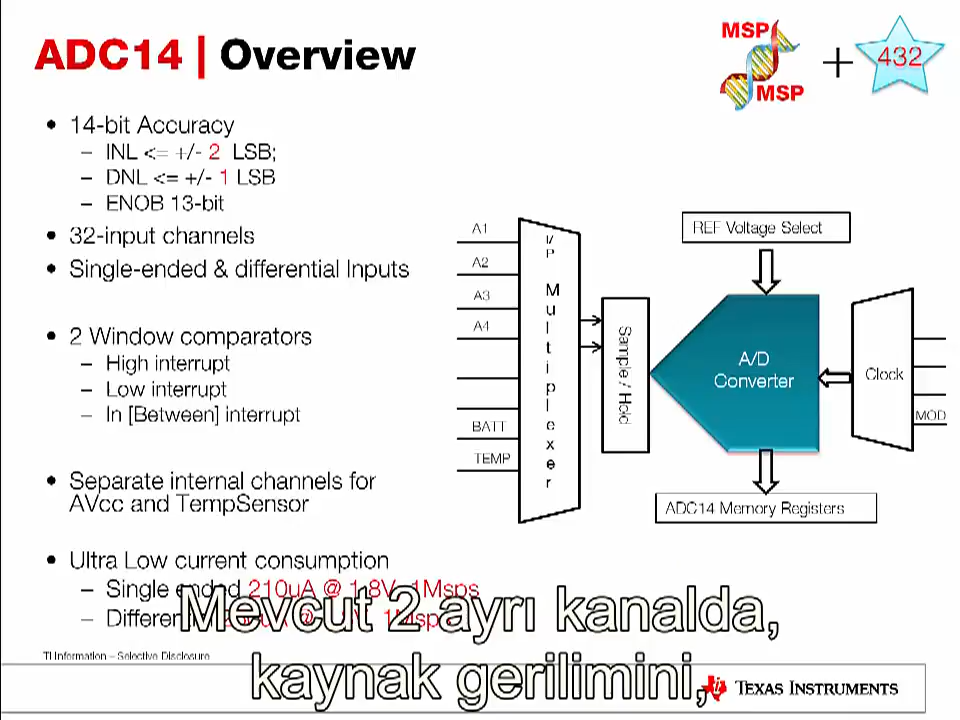 ADC14 | Overview
MSP
MSP
+
432
• 14-bit Accuracy
– INL <= +/- 2 LSB;
– DNL <= +/- 1 LSB
– ENOB 13-bit
• 32-input channels
• Single-ended & differential Inputs
• 2 Window comparators
– High interrupt
– Low interrupt
– In [Between] interrupt
• Separate internal channels for
AVcc and TempSensor
• Ultra Low current consumption
– Single ended 210uA @ 1.8V, 1Msps
A1
A2
A3
A4
BATT
TEMP
I/P Multiplexer
Sample / Hold
REF Voltage Select
A/D
Converter
Clock
MOD
ADC14 Memory Registers
Mevcut 2 ayrı kanalda,
kaynak gerilimini,
TI Information – Selective Disclosure
TEXAS INSTRUMENTS